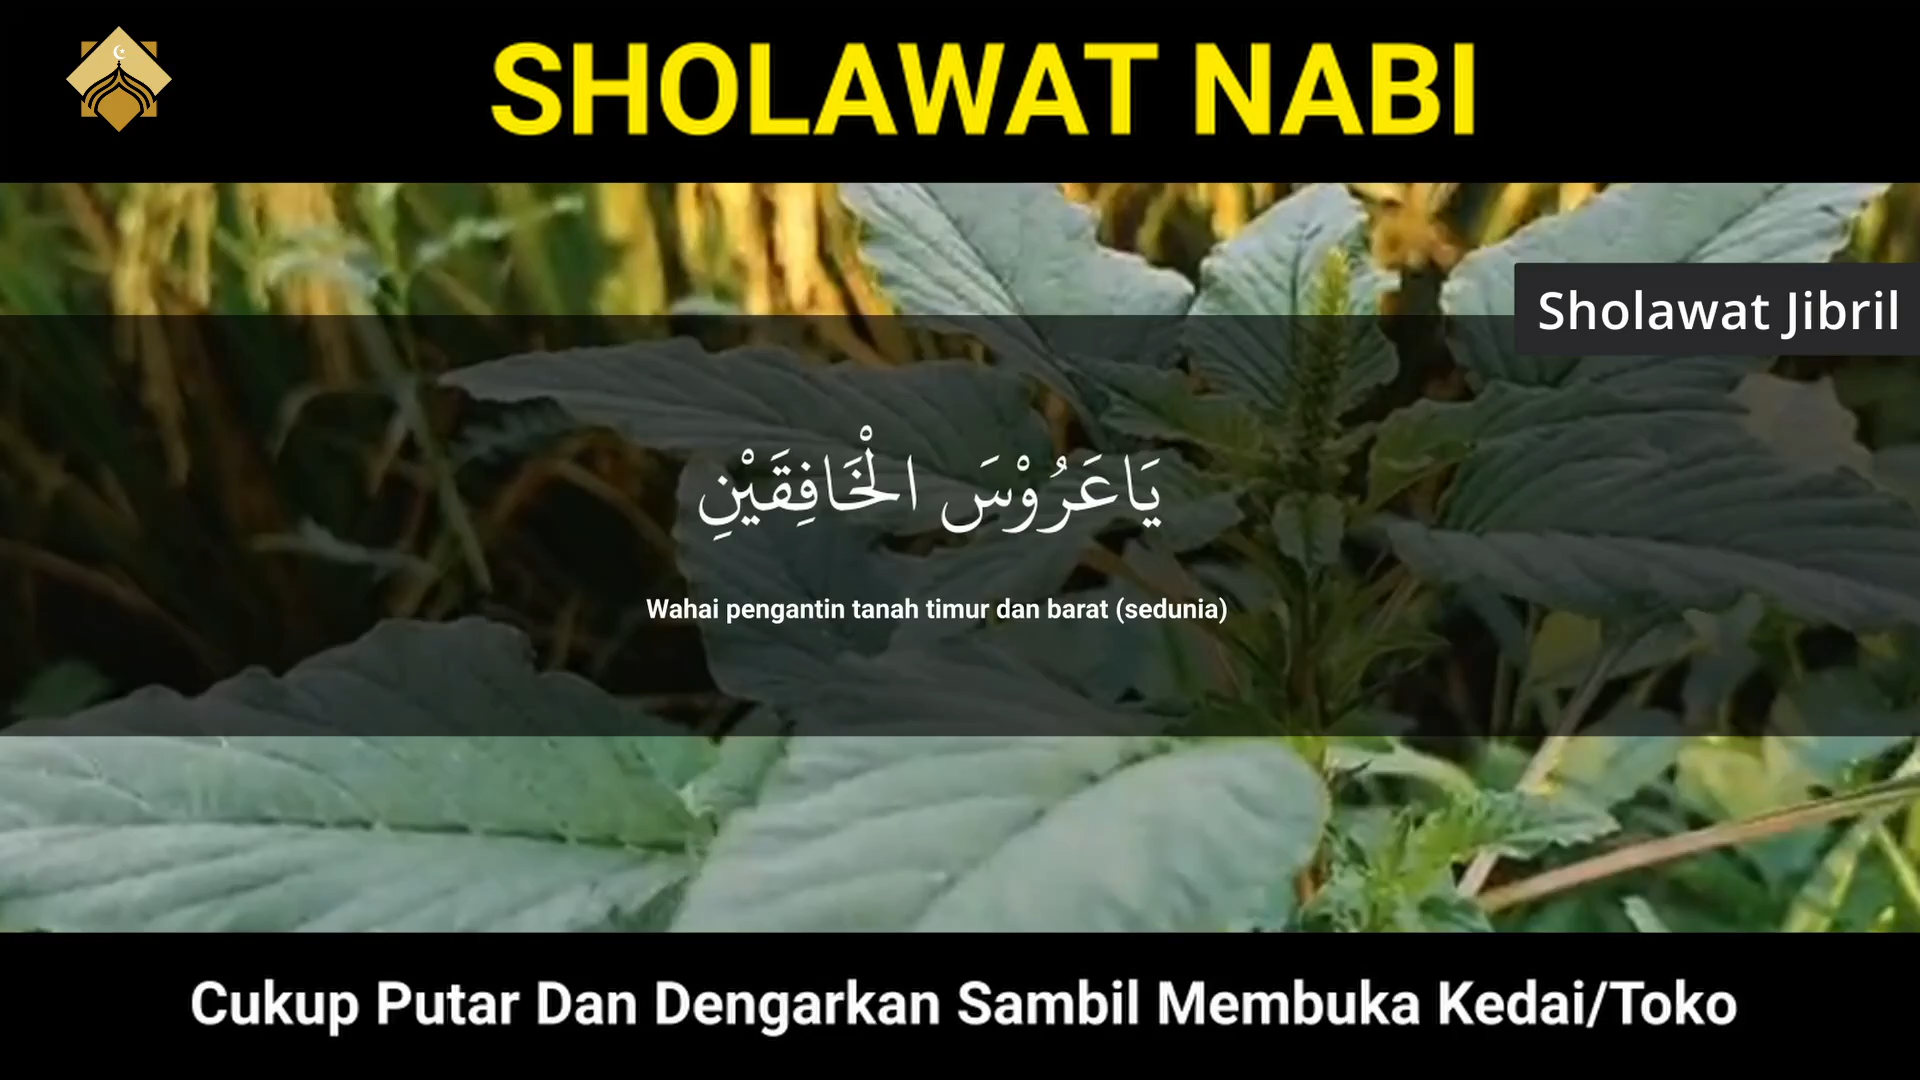 SHOLAWAT NABI
Sholawat Jibril
يَاعَرُوْسَ الْخَافِقَيْنِ
Wahai pengantin tanah timur dan barat (sedunia)
Cukup Putar Dan Dengarkan Sambil Membuka Kedai/Toko